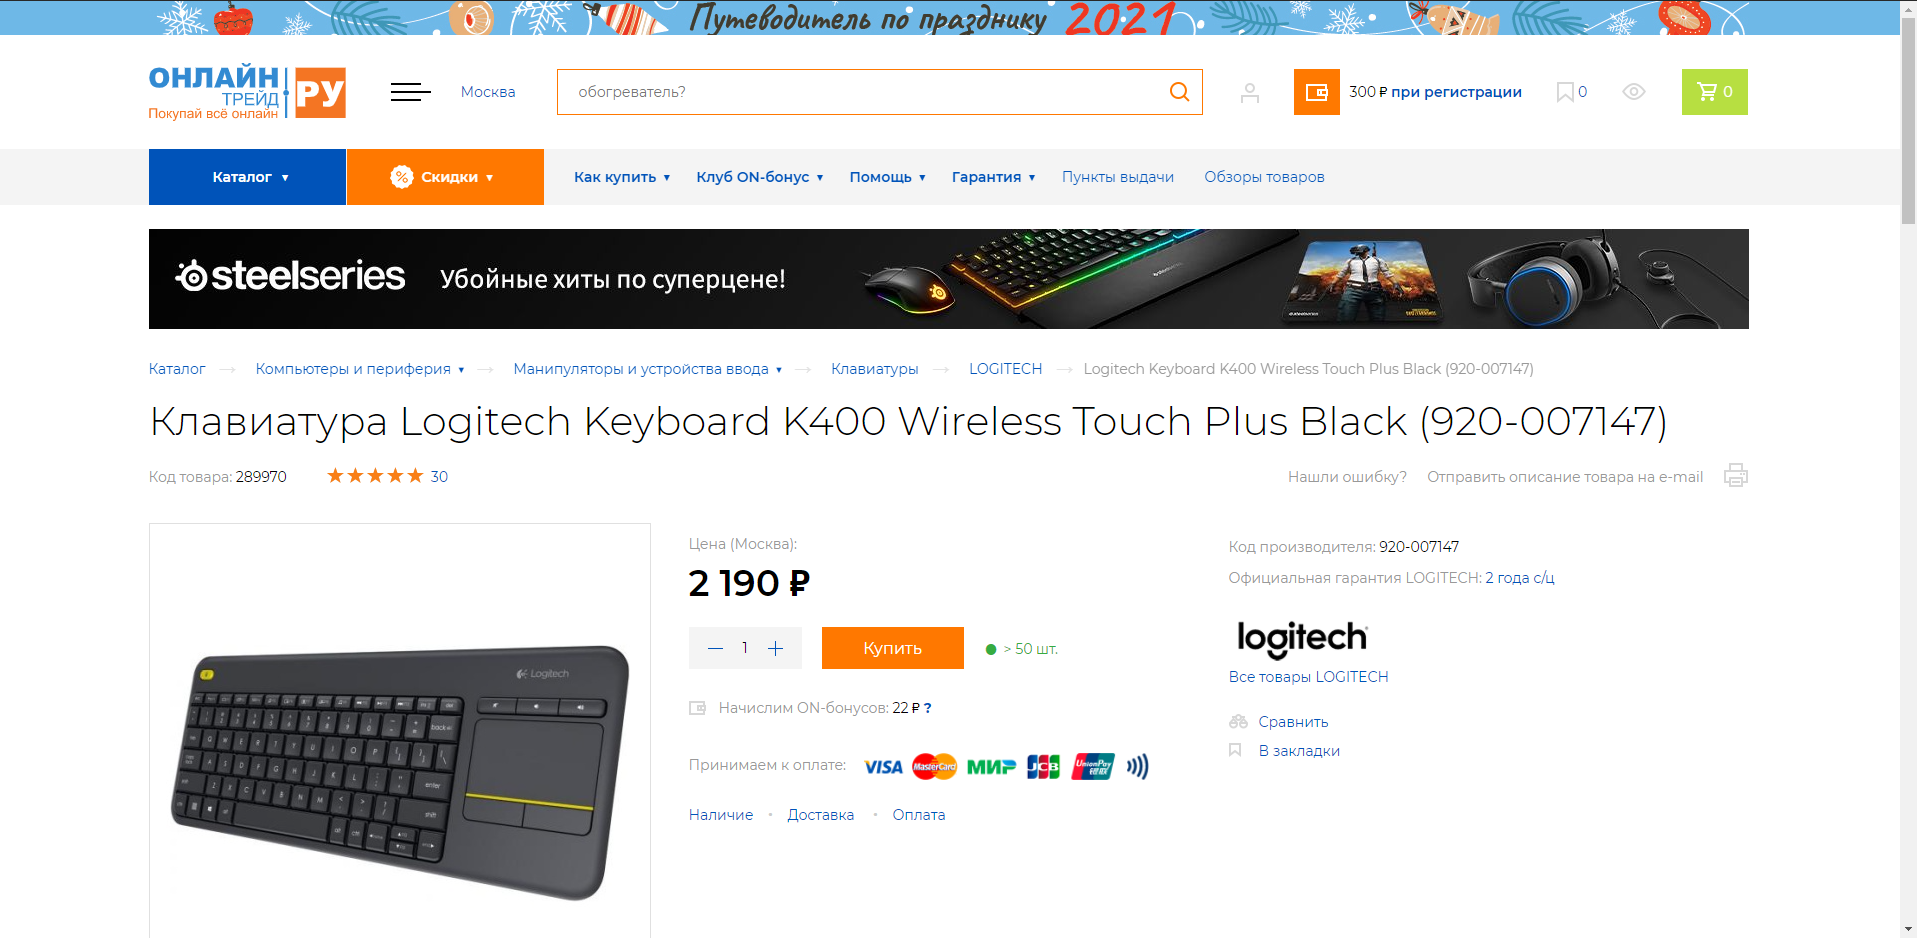 Путеводитель по празднику 2021
ОНЛАЙН
ТРЕЙД
РУ
Покупай всё онлайн
Москва
обогреватель?
300 ₽ при регистрации
0
0
Каталог
% Скидки
Как купить
Клуб ON-бонус
Помощь
Гарантия
Пункты выдачи
Обзоры товаров
steelseries
Убойные хиты по суперцене!
Каталог → Компьютеры и периферия → Манипуляторы и устройства ввода → Клавиатуры → LOGITECH → Logitech Keyboard K400 Wireless Touch Plus Black (920-007147)
Клавиатура Logitech Keyboard K400 Wireless Touch Plus Black (920-007147)
Код товара: 289970
30
Нашли ошибку?
Отправить описание товара на e-mail
Logitech
Цена (Москва):
2 190 ₽
1
Купить
> 50 шт.
Начислим ON-бонусов: 22 ₽ ?
Принимаем к оплате:
VISA
MasterCard
МИР
JCB
UnionPay
银联
Наличие • Доставка • Оплата
Код производителя: 920-007147
Официальная гарантия LOGITECH: 2 года с/ц
logitech
Все товары LOGITECH
Сравнить
В закладки